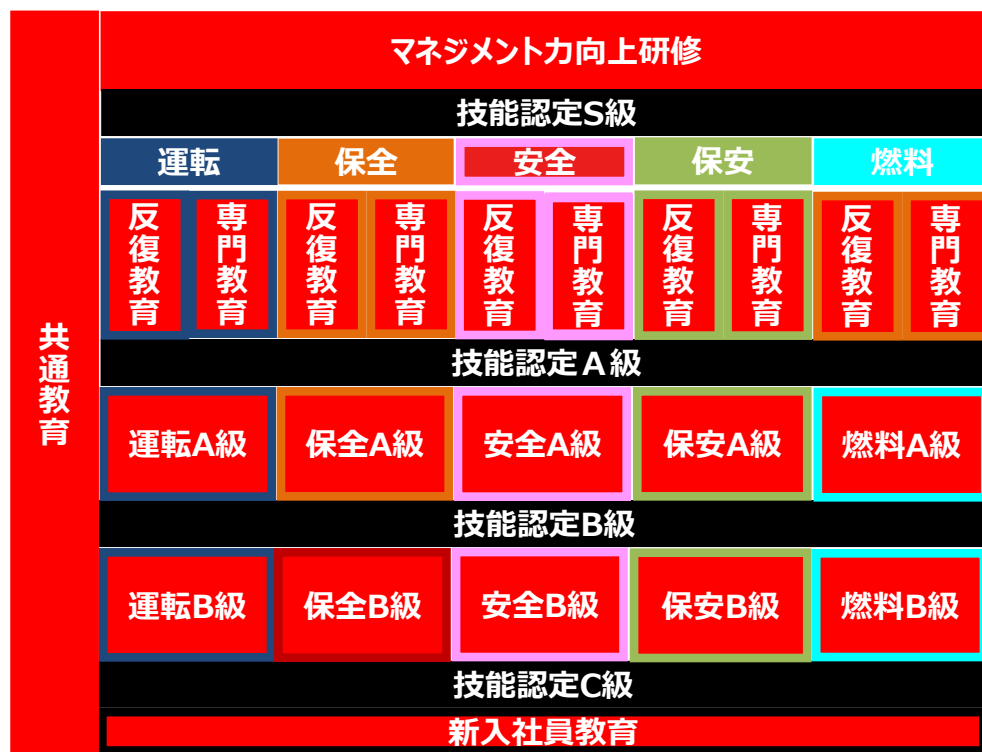 共通教育
マネジメント力向上研修
技能認定S級
運転
保全
安全
保安
燃料
反復教育
専門教育
反復教育
専門教育
反復教育
専門教育
反復教育
専門教育
反復教育
専門教育
技能認定A級
運転A級
保全A級
安全A級
保安A級
燃料A級
技能認定B級
運転B級
保全B級
安全B級
保安B級
燃料B級
技能認定C級
新入社員教育